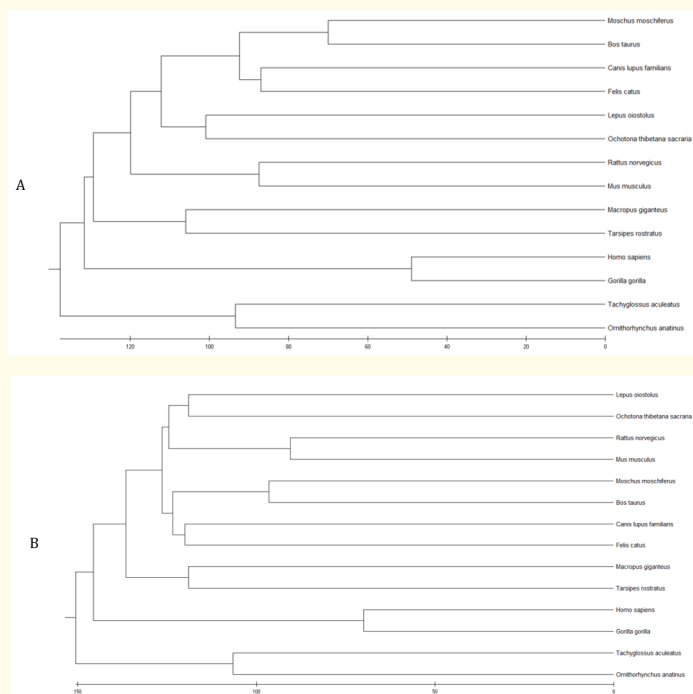 A
Moschus moschiferus
Bos taurus
Canis lupus familiaris
Felis catus
Lepus oiostolus
Ochotona thibetana sacraria
Rattus norvegicus
Mus musculus
Macropus giganteus
Tarsipes rostratus
Homo sapiens
Gorilla gorilla
Tachyglossus aculeatus
Ornithorhynchus anatinus
120 100 80 60 40 20 0
B
Lepus oiostolus
Ochotona thibetana sacraria
Rattus norvegicus
Mus musculus
Moschus moschiferus
Bos taurus
Canis lupus familiaris
Felis catus
Macropus giganteus
Tarsipes rostratus
Homo sapiens
Gorilla gorilla
Tachyglossus aculeatus
Ornithorhynchus anatinus
150 100 50 0